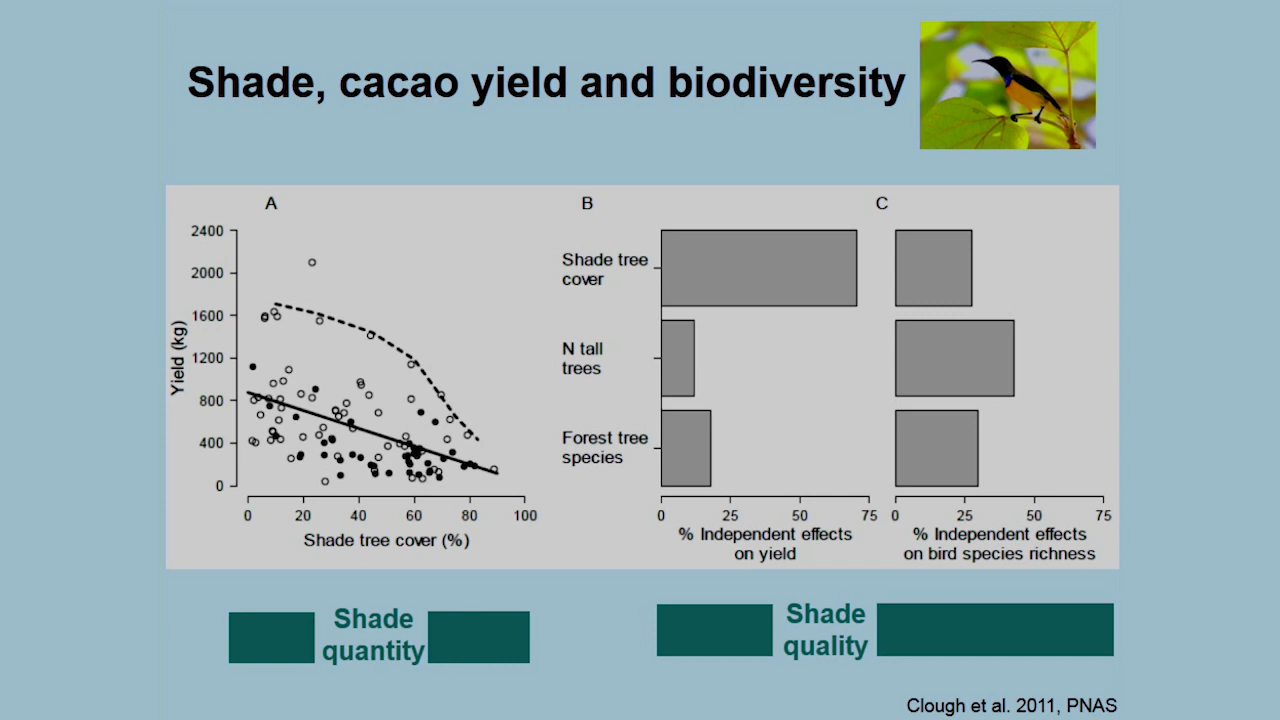 Shade, cacao yield and biodiversity
A
B
C
2400
2000
1600
1200
800
400
0
Yield (kg)
0 20 40 60 80 100
Shade tree cover (%)
Shade tree
cover
N tall
trees
Forest tree
species
0 25 50 75
% Independent effects
on yield
0 25 50 75
% Independent effects
on bird species richness
Shade
quantity
Shade
quality
Clough et al. 2011, PNAS